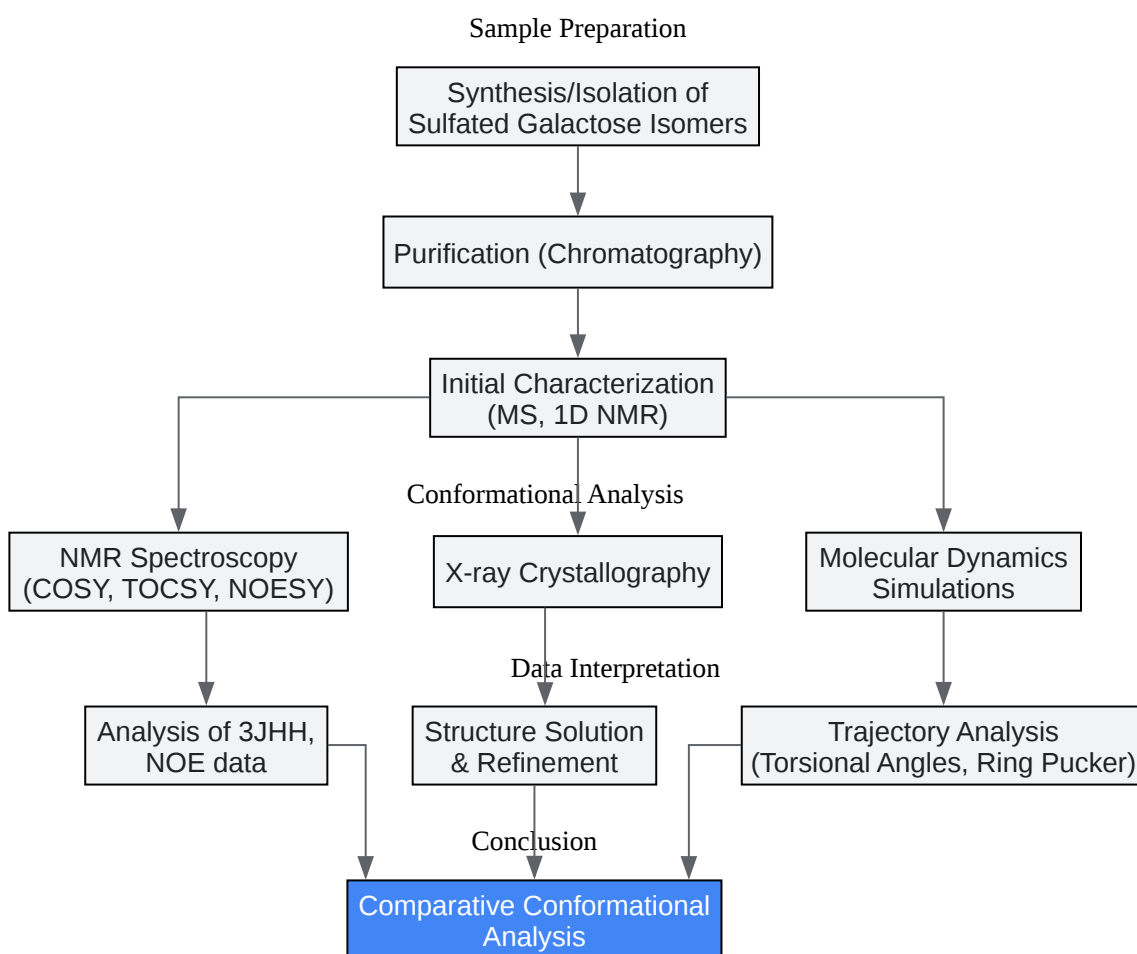 Sample Preparation
Synthesis/Isolation of
Sulfated Galactose Isomers
Purification (Chromatography)
Initial Characterization
(MS, 1D NMR)
Conformational Analysis
NMR Spectroscopy
(COSY, TOCSY, NOESY)
X-ray Crystallography
Molecular Dynamics
Simulations
Data Interpretation
Analysis of 3JHH,
NOE data
Structure Solution
& Refinement
Trajectory Analysis
(Torsional Angles, Ring Pucker)
Conclusion
Comparative Conformational
Analysis